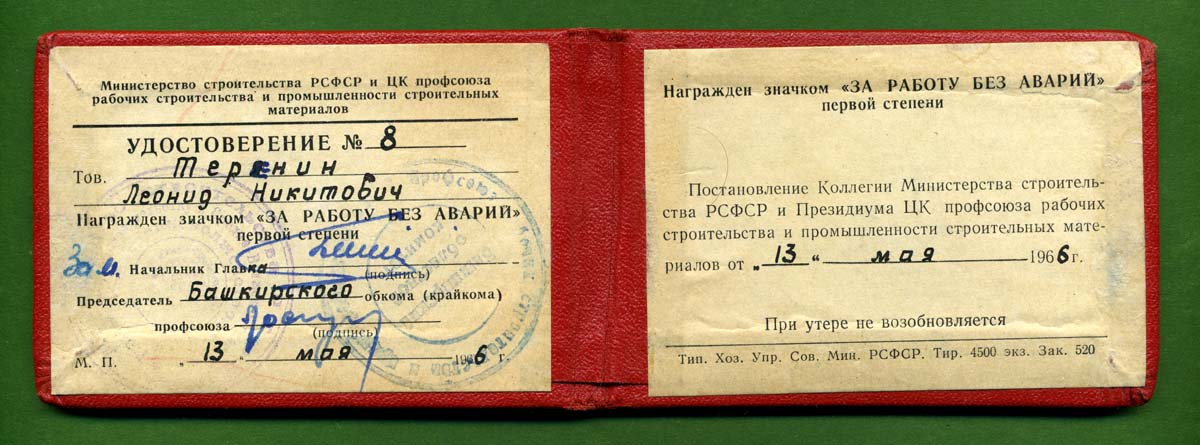 Министерство строительства РСФСР и ЦК профсоюза
рабочих строительства и промышленности строительных
материалов
УДОСТОВЕРЕНИЕ № 8
Тов. Терянин
Леонид Никитович
Награжден значком «ЗА РАБОТУ БЕЗ АВАРИЙ»
первой степени
Зам. Начальник Главка
(подпись)
Председатель Башкирского обкома (крайкома)
профсоюза
(подпись)
М. П. „13“ мая 1966 г.
Награжден значком «ЗА РАБОТУ БЕЗ АВАРИЙ»
первой степени
Постановление Коллегии Министерства строитель-
ства РСФСР и Президиума ЦК профсоюза рабочих
строительства и промышленности строительных мате-
риалов от „13“ мая 1966 г.
При утере не возобновляется
Тип. Хоз. Упр. Сов. Мин. РСФСР. Тир. 4500 экз. Зак. 520